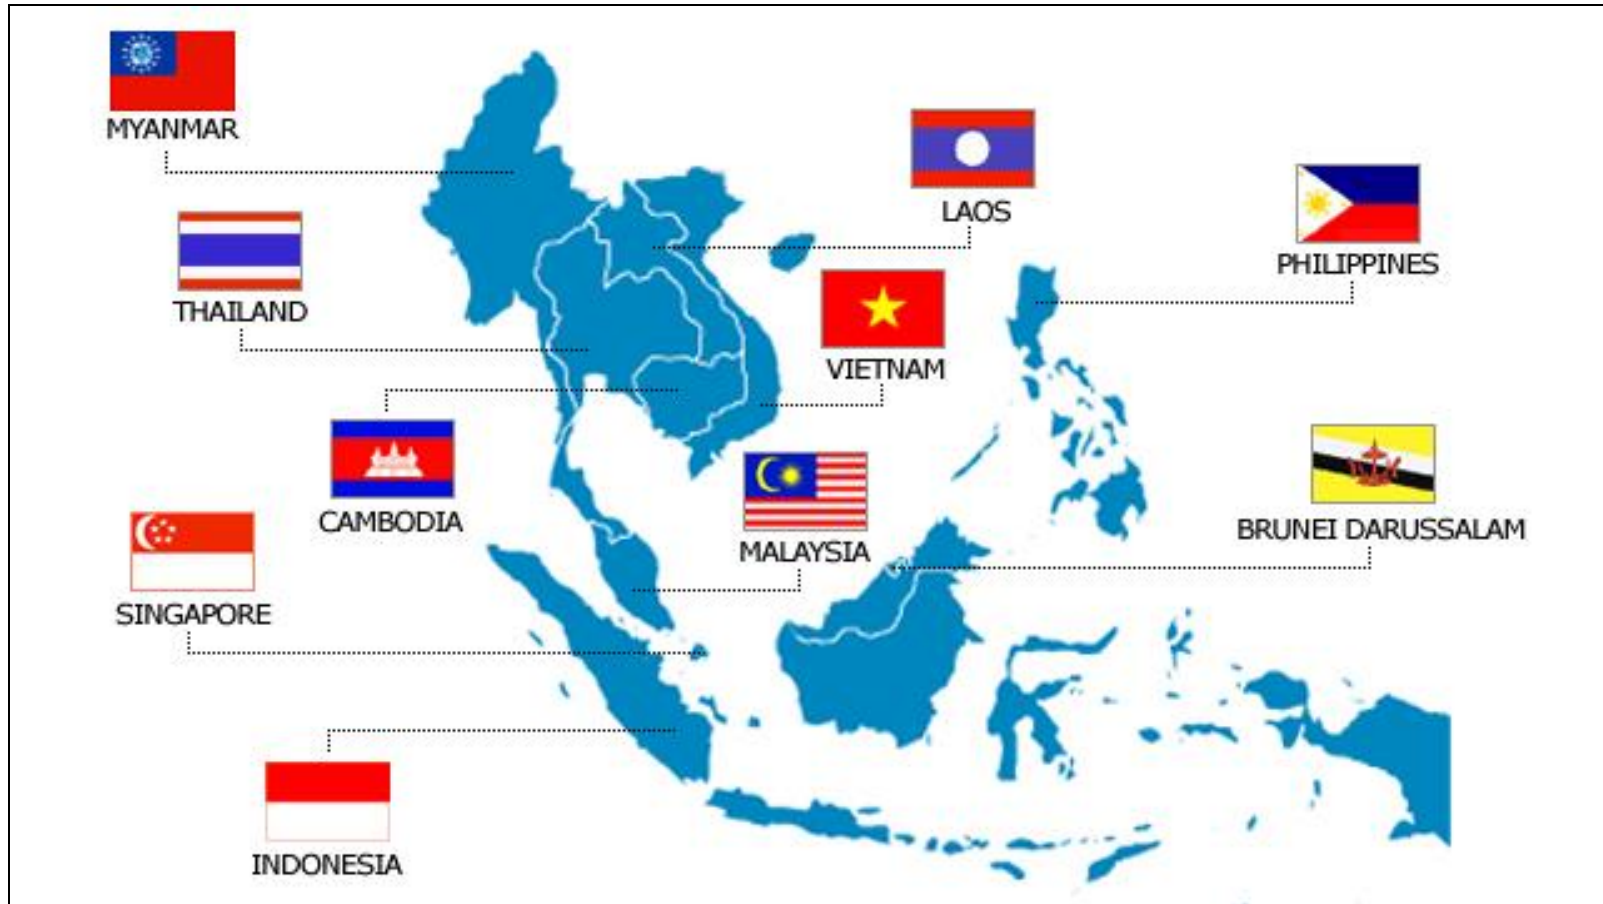 MYANMAR
LAOS
PHILIPPINES
THAILAND
VIETNAM
CAMBODIA
MALAYSIA
BRUNEI DARUSSALAM
SINGAPORE
INDONESIA